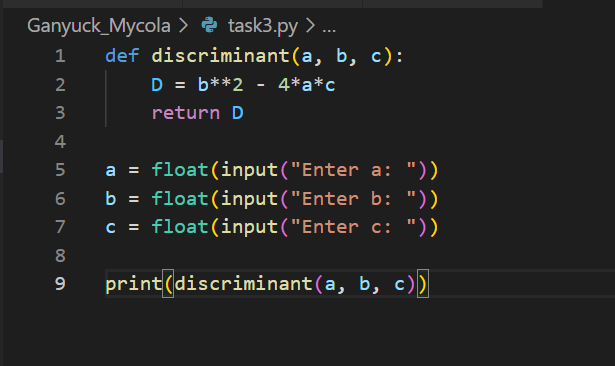 Ganyuck_Mycola > task3.py > ...
1 def discriminant(a, b, c):
2     D = b**2 - 4*a*c
3     return D
4
5 a = float(input("Enter a: "))
6 b = float(input("Enter b: "))
7 c = float(input("Enter c: "))
8
9 print(discriminant(a, b, c))